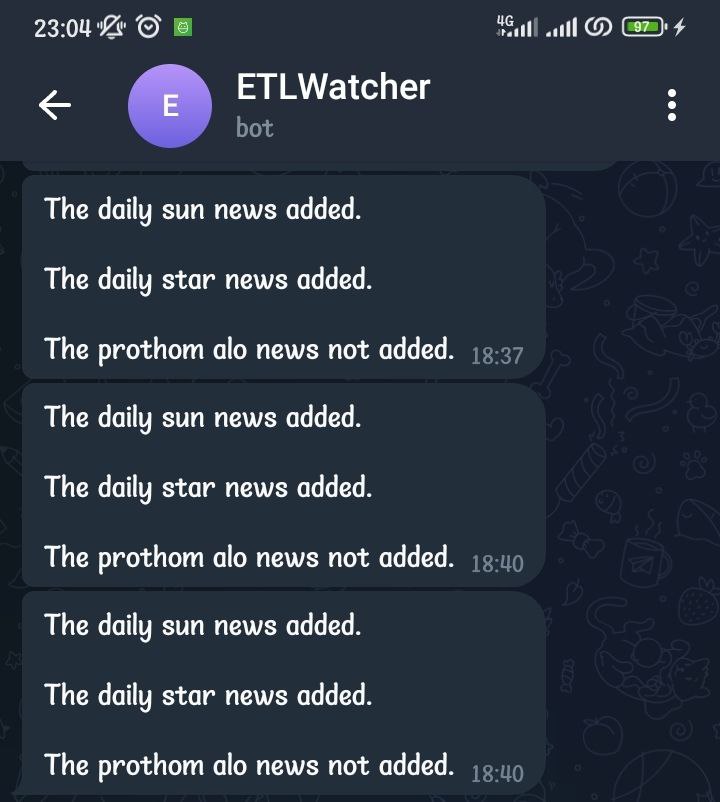 23:04
4G
97
E
ETLWatcher
bot
The daily sun news added.
The daily star news added.
The prothom alo news not added. 18:37
The daily sun news added.
The daily star news added.
The prothom alo news not added. 18:40
The daily sun news added.
The daily star news added.
The prothom alo news not added. 18:40